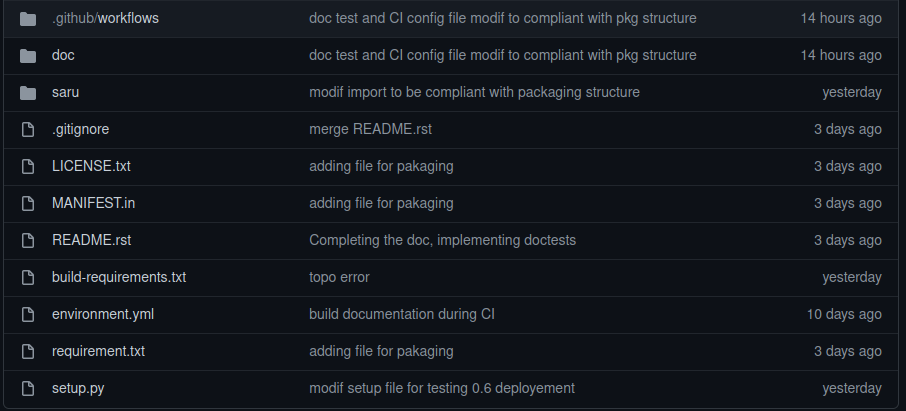 .github/workflows doc test and CI config file modif to compliant with pkg structure 14 hours ago
doc doc test and CI config file modif to compliant with pkg structure 14 hours ago
saru modif import to be compliant with packaging structure yesterday
.gitignore merge README.rst 3 days ago
LICENSE.txt adding file for pakaging 3 days ago
MANIFEST.in adding file for pakaging 3 days ago
README.rst Completing the doc, implementing doctests 3 days ago
build-requirements.txt topo error yesterday
environment.yml build documentation during CI 10 days ago
requirement.txt adding file for pakaging 3 days ago
setup.py modif setup file for testing 0.6 deployement yesterday